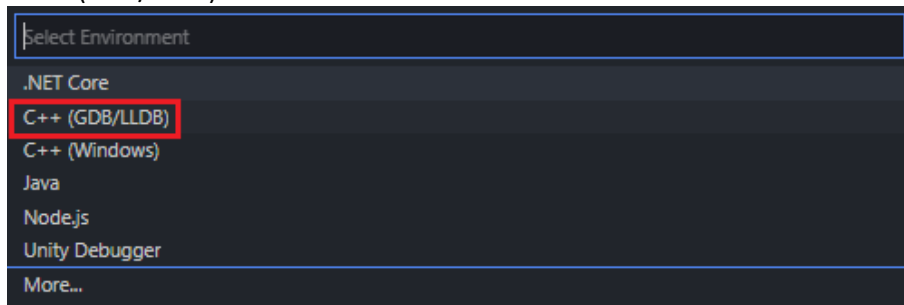 Select Environment
.NET Core
C++ (GDB/LLDB)
C++ (Windows)
Java
Node.js
Unity Debugger
More...